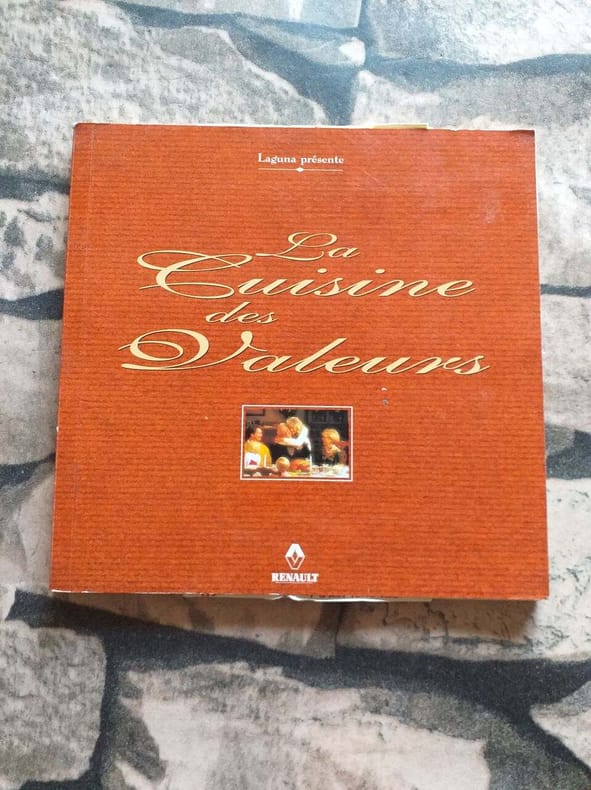 Laguna présente
La
Cuisine
des
Valeurs
RENAULT